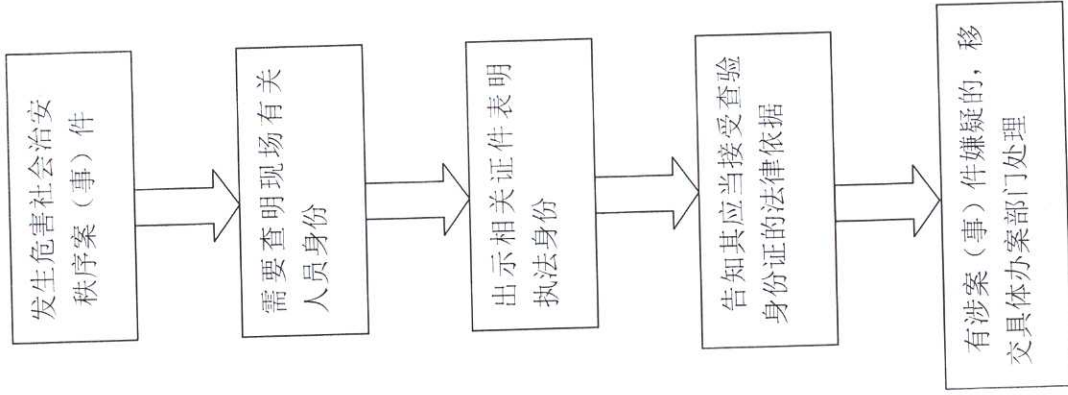 发生危害社会治安
秩序案（事）件
需要查明现场有关
人员身份
出示相关证件表明
执法身份
告知其应当接受查验
身份证的法律依据
有涉案（事）件嫌疑的，移
交具体办案部门处理